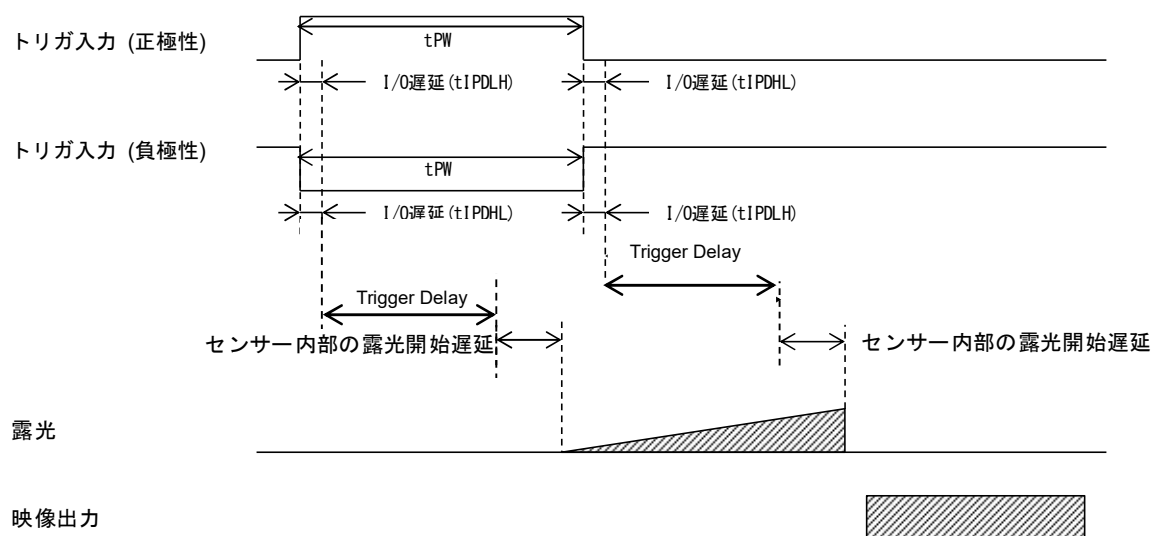 トリガ入力 (正極性)
tPW
I/O遅延(tIPDLH)
I/O遅延(tIPDHL)
トリガ入力 (負極性)
tPW
I/O遅延(tIPDHL)
I/O遅延(tIPDLH)
Trigger Delay
Trigger Delay
センサー内部の露光開始遅延
センサー内部の露光開始遅延
露光
映像出力